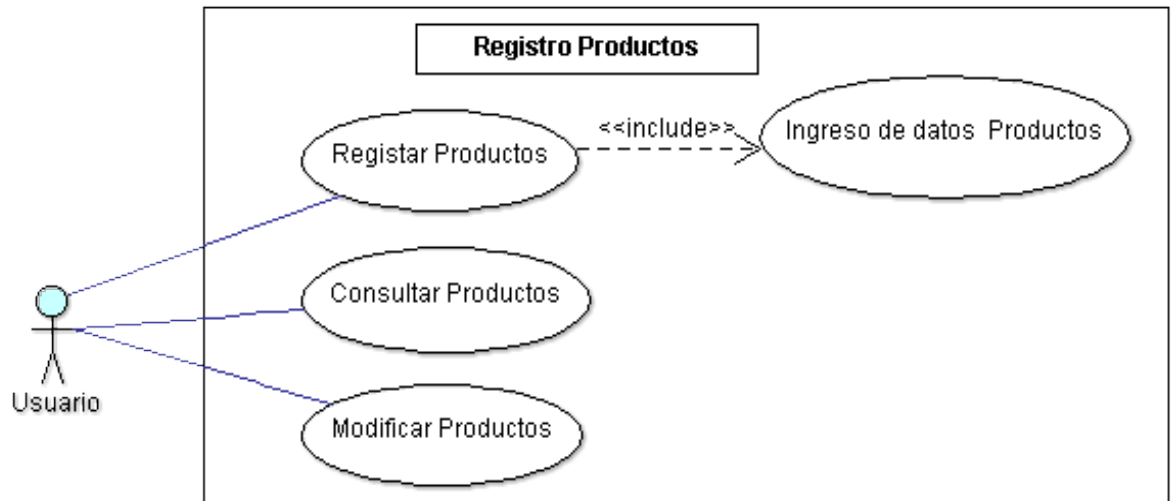 Registro Productos
Registar Productos
<<include>>
Ingreso de datos Productos
Consultar Productos
Usuario
Modificar Productos